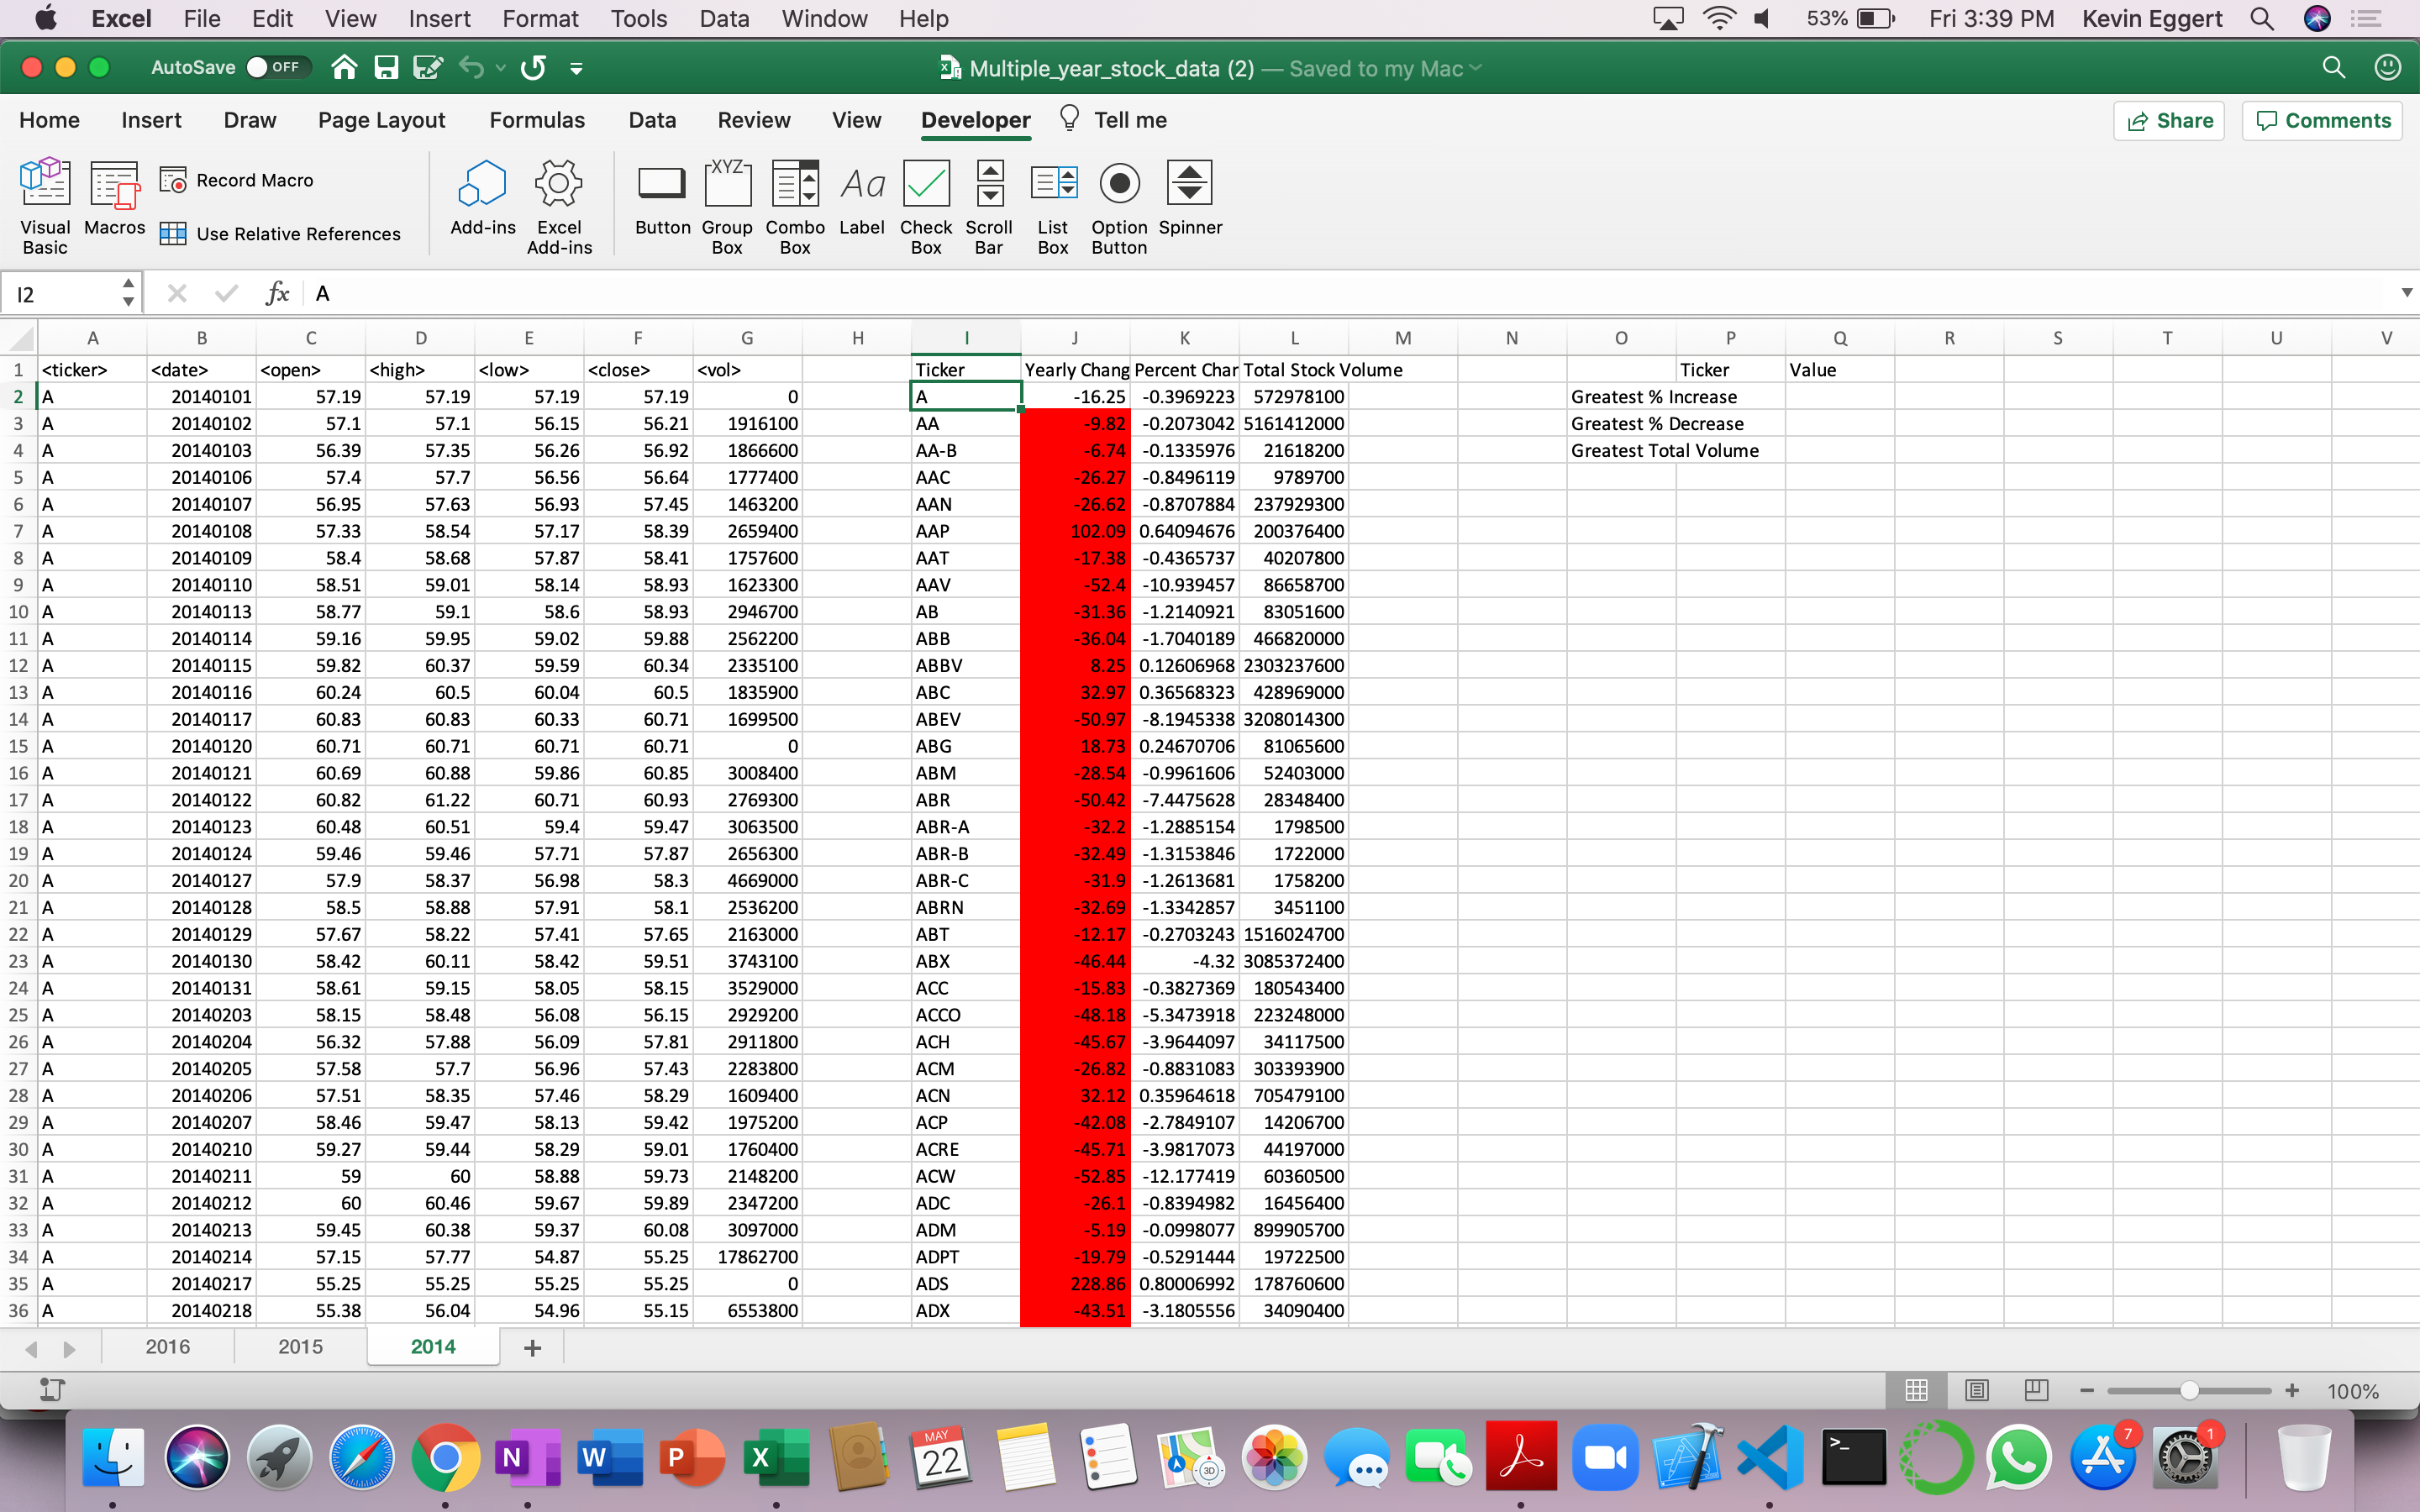 Excel File Edit View Insert Format Tools Data Window Help 53% Fri 3:39 PM Kevin Eggert
AutoSave OFF Multiple_year_stock_data (2) — Saved to my Mac
Home Insert Draw Page Layout Formulas Data Review View Developer Tell me Share Comments
Visual Basic Macros Record Macro Use Relative References Add-ins Excel Add-ins Button XYZ Group Box Combo Box Aa Label Check Box Scroll Bar List Box Option Button Spinner
I2 fx A
A B C D E F G H I J K L M N O P Q R S T U V
1 <ticker> <date> <open> <high> <low> <close> <vol> Ticker Yearly Chang Percent Char Total Stock Volume Ticker Value
2 A 20140101 57.19 57.19 57.19 57.19 0 A -16.25 -0.3969223 572978100 Greatest % Increase
3 A 20140102 57.1 57.1 56.15 56.21 1916100 AA -9.82 -0.2073042 5161412000 Greatest % Decrease
4 A 20140103 56.39 57.35 56.26 56.92 1866600 AA-B -6.74 -0.1335976 21618200 Greatest Total Volume
5 A 20140106 57.4 57.7 56.56 56.64 1777400 AAC -26.27 -0.8496119 9789700
6 A 20140107 56.95 57.63 56.93 57.45 1463200 AAN -26.62 -0.8707884 237929300
7 A 20140108 57.33 58.54 57.17 58.39 2659400 AAP 102.09 0.64094676 200376400
8 A 20140109 58.4 58.68 57.87 58.41 1757600 AAT -17.38 -0.4365737 40207800
9 A 20140110 58.51 59.01 58.14 58.93 1623300 AAV -52.4 -10.939457 86658700
10 A 20140113 58.77 59.1 58.6 58.93 2946700 AB -31.36 -1.2140921 83051600
11 A 20140114 59.16 59.95 59.02 59.88 2562200 ABB -36.04 -1.7040189 466820000
12 A 20140115 59.82 60.37 59.59 60.34 2335100 ABBV 8.25 0.12606968 2303237600
13 A 20140116 60.24 60.5 60.04 60.5 1835900 ABC 32.97 0.36568323 428969000
14 A 20140117 60.83 60.83 60.33 60.71 1699500 ABEV -50.97 -8.1945338 3208014300
15 A 20140120 60.71 60.71 60.71 60.71 0 ABG 18.73 0.24670706 81065600
16 A 20140121 60.69 60.88 59.86 60.85 3008400 ABM -28.54 -0.9961606 52403000
17 A 20140122 60.82 61.22 60.71 60.93 2769300 ABR -50.42 -7.4475628 28348400
18 A 20140123 60.48 60.51 59.4 59.47 3063500 ABR-A -32.2 -1.2885154 1798500
19 A 20140124 59.46 59.46 57.71 57.87 2656300 ABR-B -32.49 -1.3153846 1722000
20 A 20140127 57.9 58.37 56.98 58.3 4669000 ABR-C -31.9 -1.2613681 1758200
21 A 20140128 58.5 58.88 57.91 58.1 2536200 ABRN -32.69 -1.3342857 3451100
22 A 20140129 57.67 58.22 57.41 57.65 2163000 ABT -12.17 -0.2703243 1516024700
23 A 20140130 58.42 60.11 58.42 59.51 3743100 ABX -46.44 -4.32 3085372400
24 A 20140131 58.61 59.15 58.05 58.15 3529000 ACC -15.83 -0.3827369 180543400
25 A 20140203 58.15 58.48 56.08 56.15 2929200 ACCO -48.18 -5.3473918 223248000
26 A 20140204 56.32 57.88 56.09 57.81 2911800 ACH -45.67 -3.9644097 34117500
27 A 20140205 57.58 57.7 56.96 57.43 2283800 ACM -26.82 -0.8831083 303393900
28 A 20140206 57.51 58.35 57.46 58.29 1609400 ACN 32.12 0.35964618 705479100
29 A 20140207 58.46 59.47 58.13 59.42 1975200 ACP -42.08 -2.7849107 14206700
30 A 20140210 59.27 59.44 58.29 59.01 1760400 ACRE -45.71 -3.9817073 44197000
31 A 20140211 59 60 58.88 59.73 2148200 ACW -52.85 -12.177419 60360500
32 A 20140212 60 60.46 59.67 59.89 2347200 ADC -26.1 -0.8394982 16456400
33 A 20140213 59.45 60.38 59.37 60.08 3097000 ADM -5.19 -0.0998077 899905700
34 A 20140214 57.15 57.77 54.87 55.25 17862700 ADPT -19.79 -0.5291444 19722500
35 A 20140217 55.25 55.25 55.25 55.25 0 ADS 228.86 0.80006992 178760600
36 A 20140218 55.38 56.04 54.96 55.15 6553800 ADX -43.51 -3.1805556 34090400
2016 2015 2014 +
100%
N W P X MAY 22 3D >_ 7 1